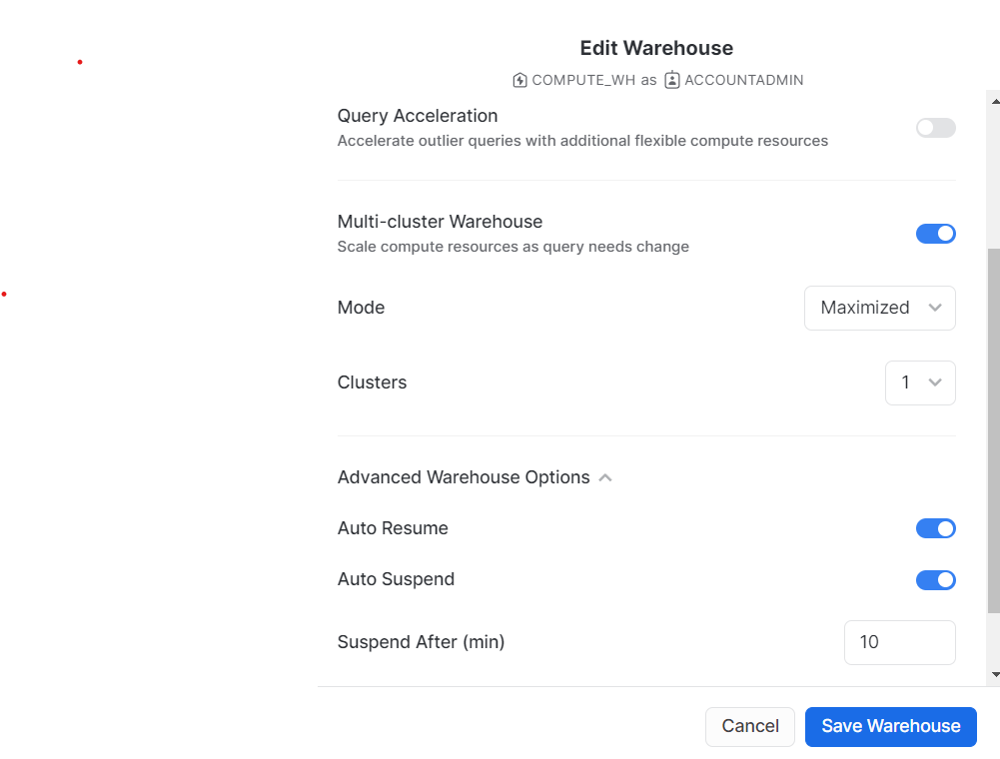 Edit Warehouse
COMPUTE_WH as ACCOUNTADMIN
Query Acceleration
Accelerate outlier queries with additional flexible compute resources
Multi-cluster Warehouse
Scale compute resources as query needs change
Mode Maximized
Clusters 1
Advanced Warehouse Options
Auto Resume
Auto Suspend
Suspend After (min) 10
Cancel Save Warehouse